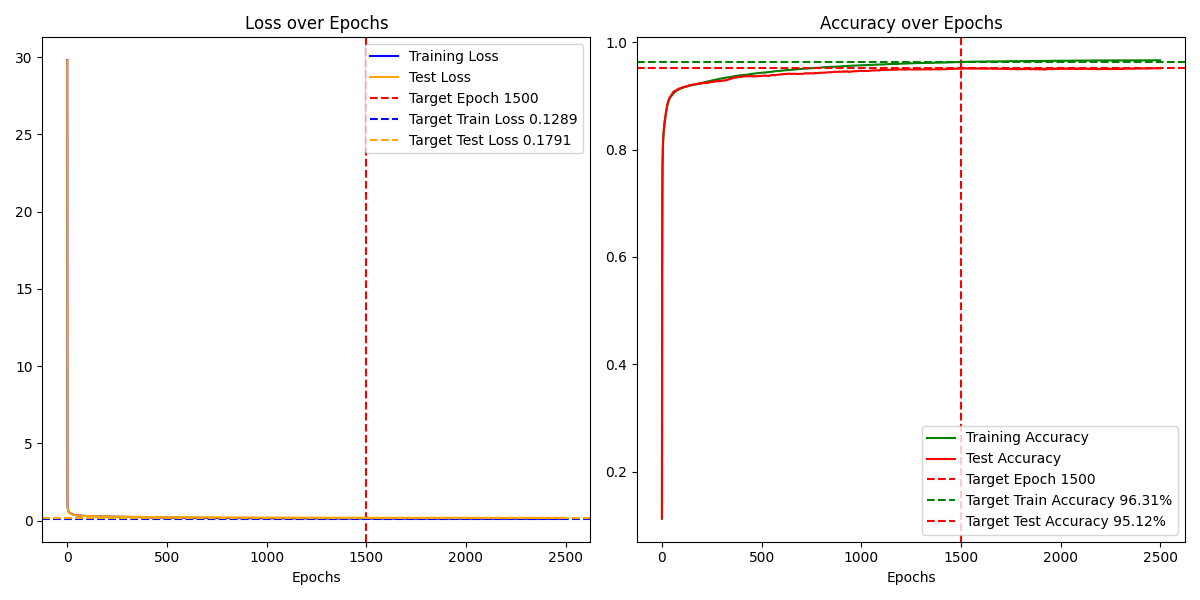 Loss over Epochs
30
25
20
15
10
5
0
0
500
1000
1500
2000
2500
Epochs
Training Loss
Test Loss
Target Epoch 1500
Target Train Loss 0.1289
Target Test Loss 0.1791
Accuracy over Epochs
1.0
0.8
0.6
0.4
0.2
0
500
1000
1500
2000
2500
Epochs
Training Accuracy
Test Accuracy
Target Epoch 1500
Target Train Accuracy 96.31%
Target Test Accuracy 95.12%